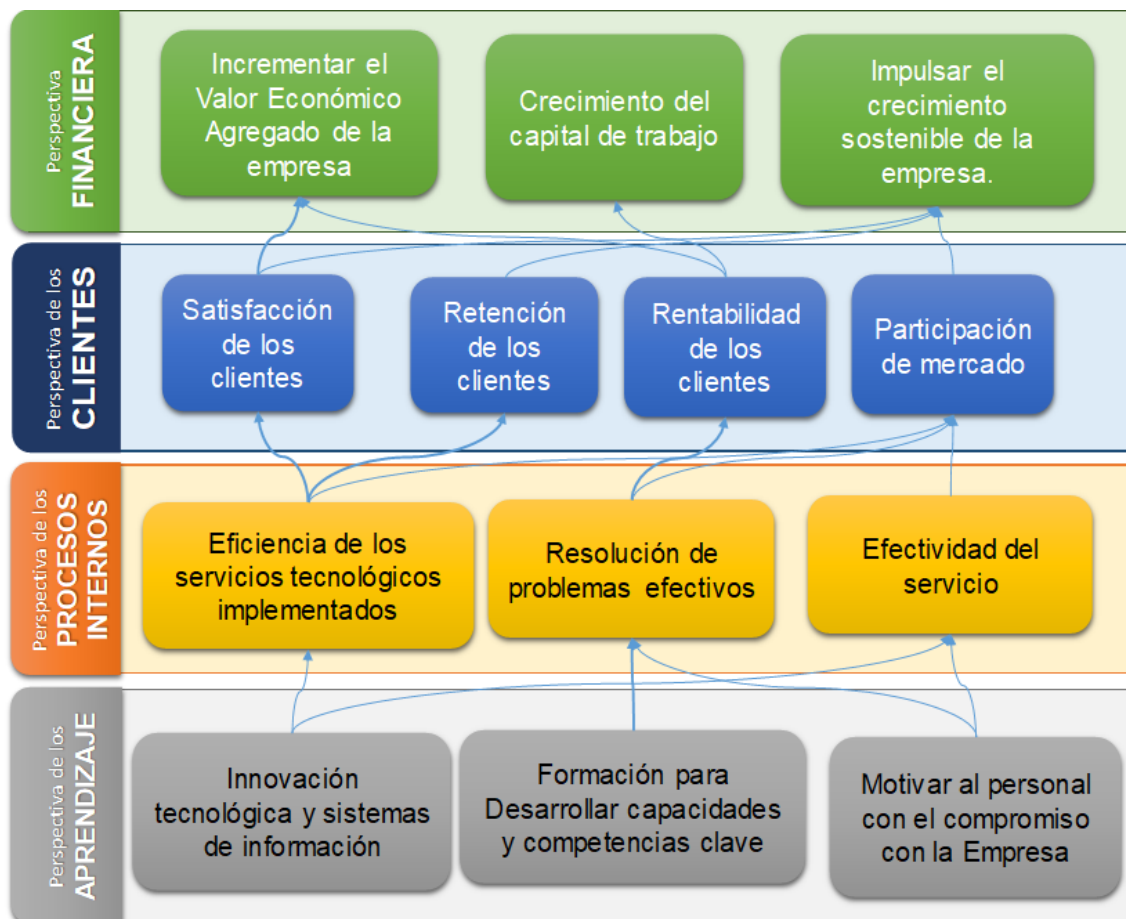 Perspectiva
FINANCIERA
Incrementar el
Valor Económico
Agregado de la
empresa
Crecimiento del
capital de trabajo
Impulsar el
crecimiento
sostenible de la
empresa.
Perspectiva de los
CLIENTES
Satisfacción
de los
clientes
Retención
de los
clientes
Rentabilidad
de los
clientes
Participación
de mercado
Perspectiva de los
PROCESOS
INTERNOS
Eficiencia de los
servicios tecnológicos
implementados
Resolución de
problemas efectivos
Efectividad del
servicio
Perspectiva de los
APRENDIZAJE
Innovación
tecnológica y sistemas
de información
Formación para
Desarrollar capacidades
y competencias clave
Motivar al personal
con el compromiso
con la Empresa